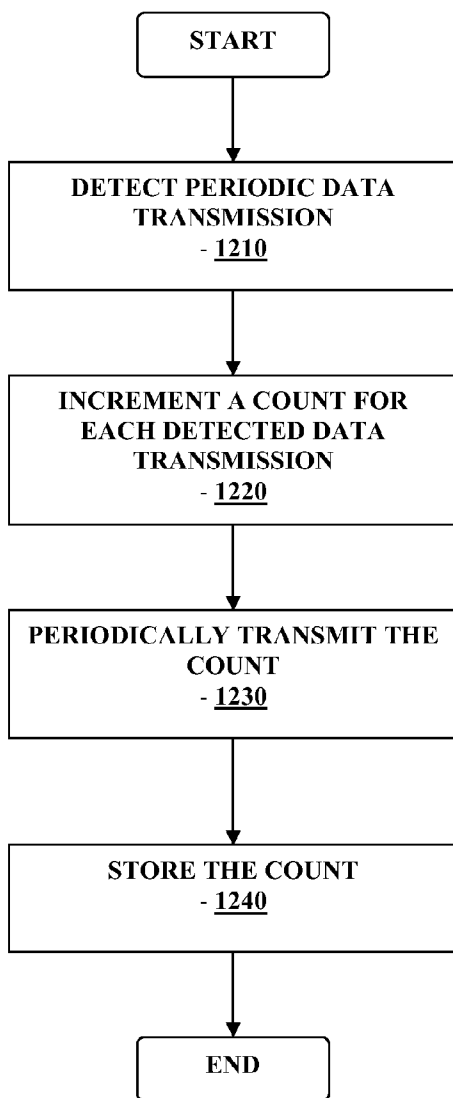 START
DETECT PERIODIC DATA
TRANSMISSION
- 1210
INCREMENT A COUNT FOR
EACH DETECTED DATA
TRANSMISSION
- 1220
PERIODICALLY TRANSMIT THE
COUNT
- 1230
STORE THE COUNT
- 1240
END